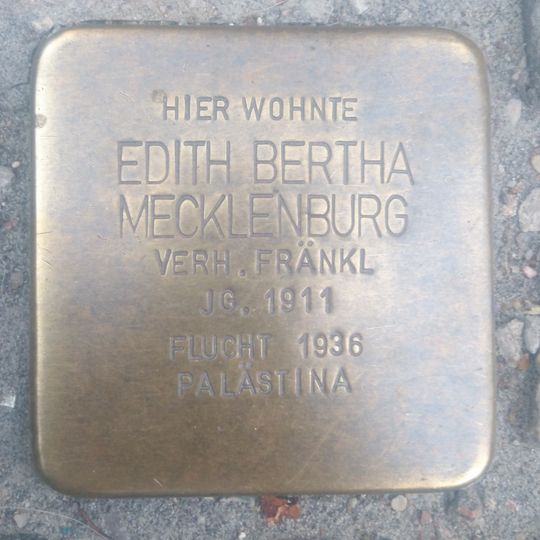 HIER WOHNTE
EDITH BERTHA
MECKLENBURG
VERH. FRÄNKL
JG. 1911
FLUCHT 1936
PALÄSTINA